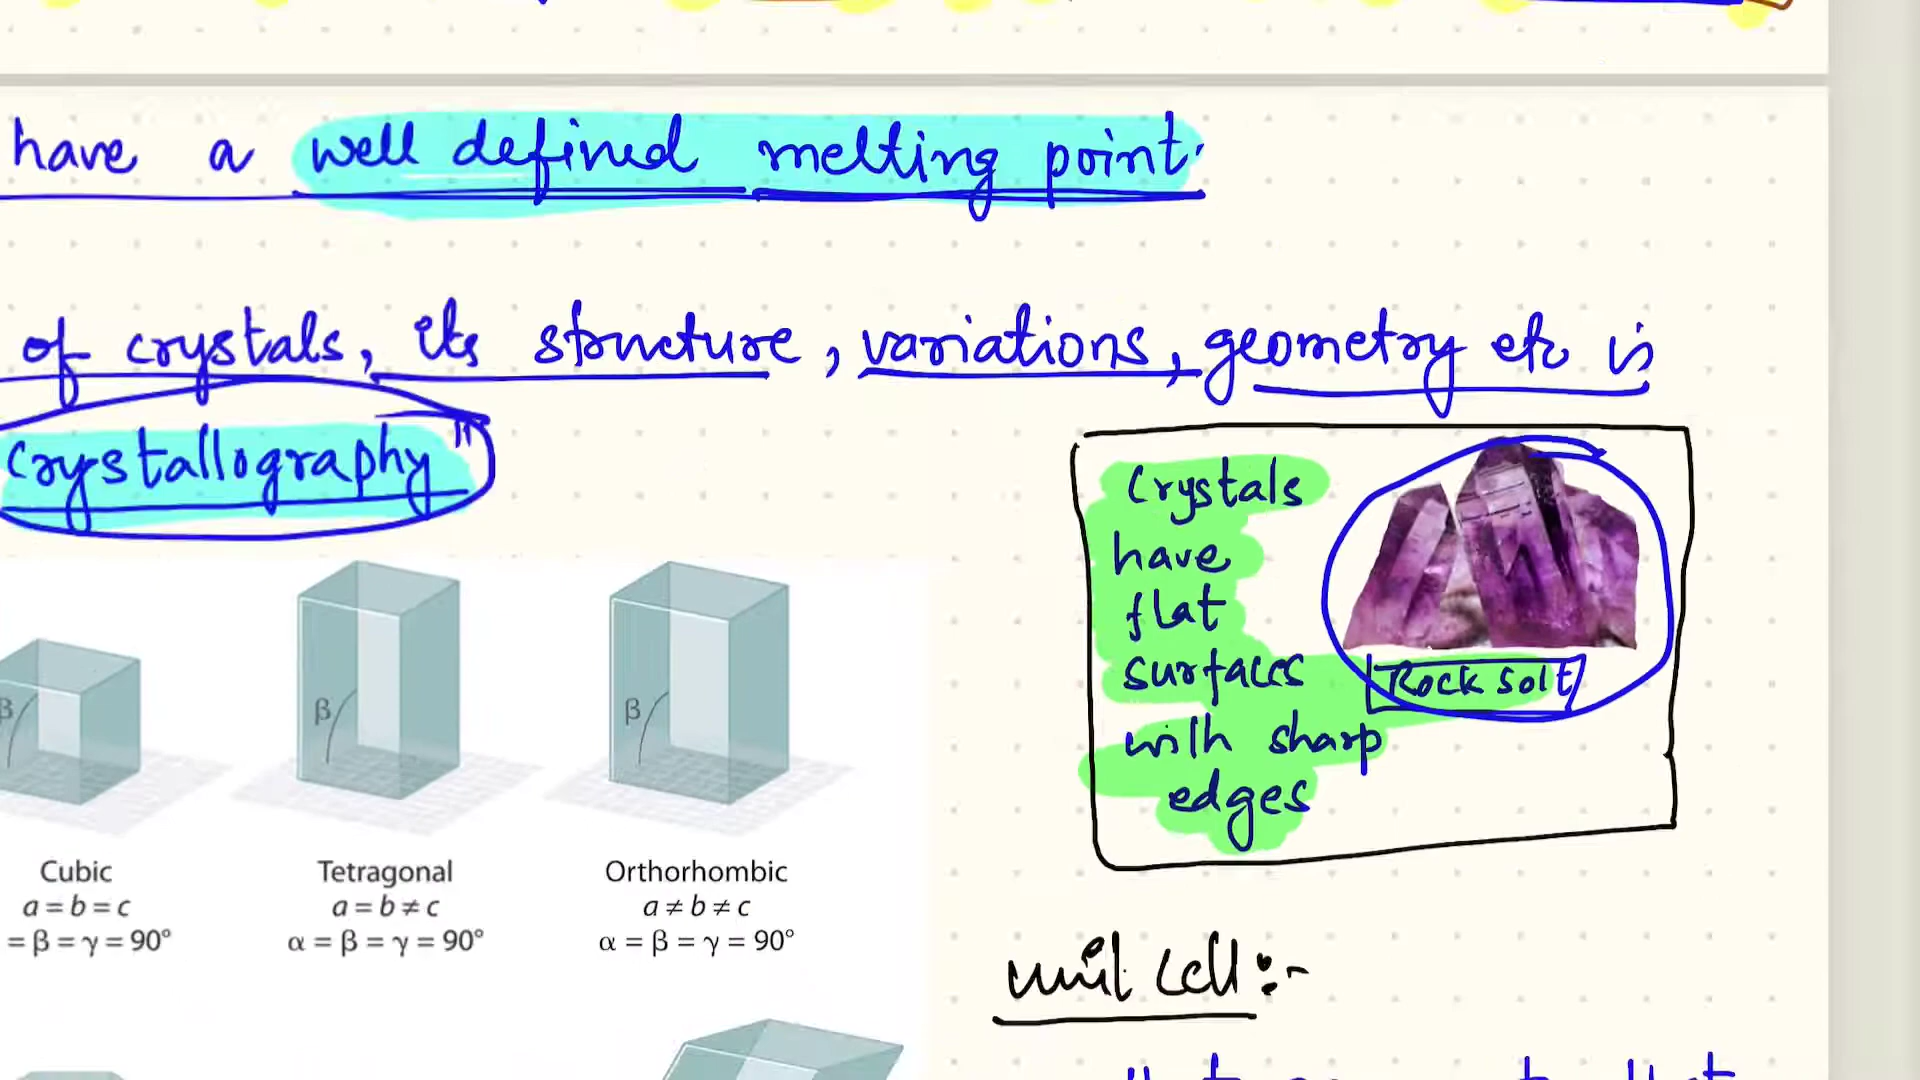 have a well defined melting point.
of crystals, its structure, variations, geometry etc is
crystallography"
Crystals
have
flat
surfaces
Rock salt
with sharp
edges
β
β
β
Cubic
a = b = c
= β = γ = 90°
Tetragonal
a = b ≠ c
α = β = γ = 90°
Orthorhombic
a ≠ b ≠ c
α = β = γ = 90°
unit cell :-